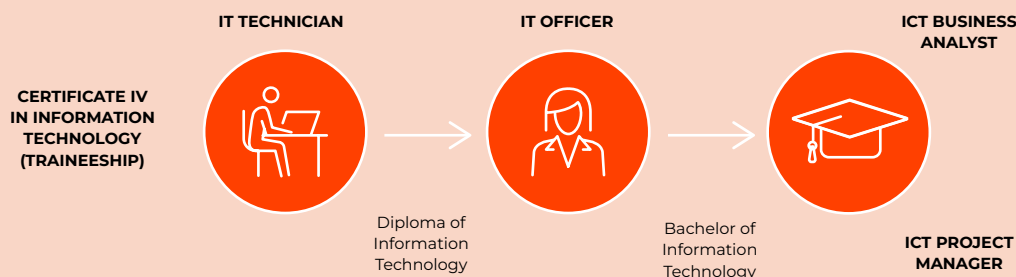 IT TECHNICIAN
IT OFFICER
ICT BUSINESS
ANALYST
CERTIFICATE IV
IN INFORMATION
TECHNOLOGY
(TRAINEESHIP)
Diploma of
Information
Technology
Bachelor of
Information
Technology
ICT PROJECT
MANAGER